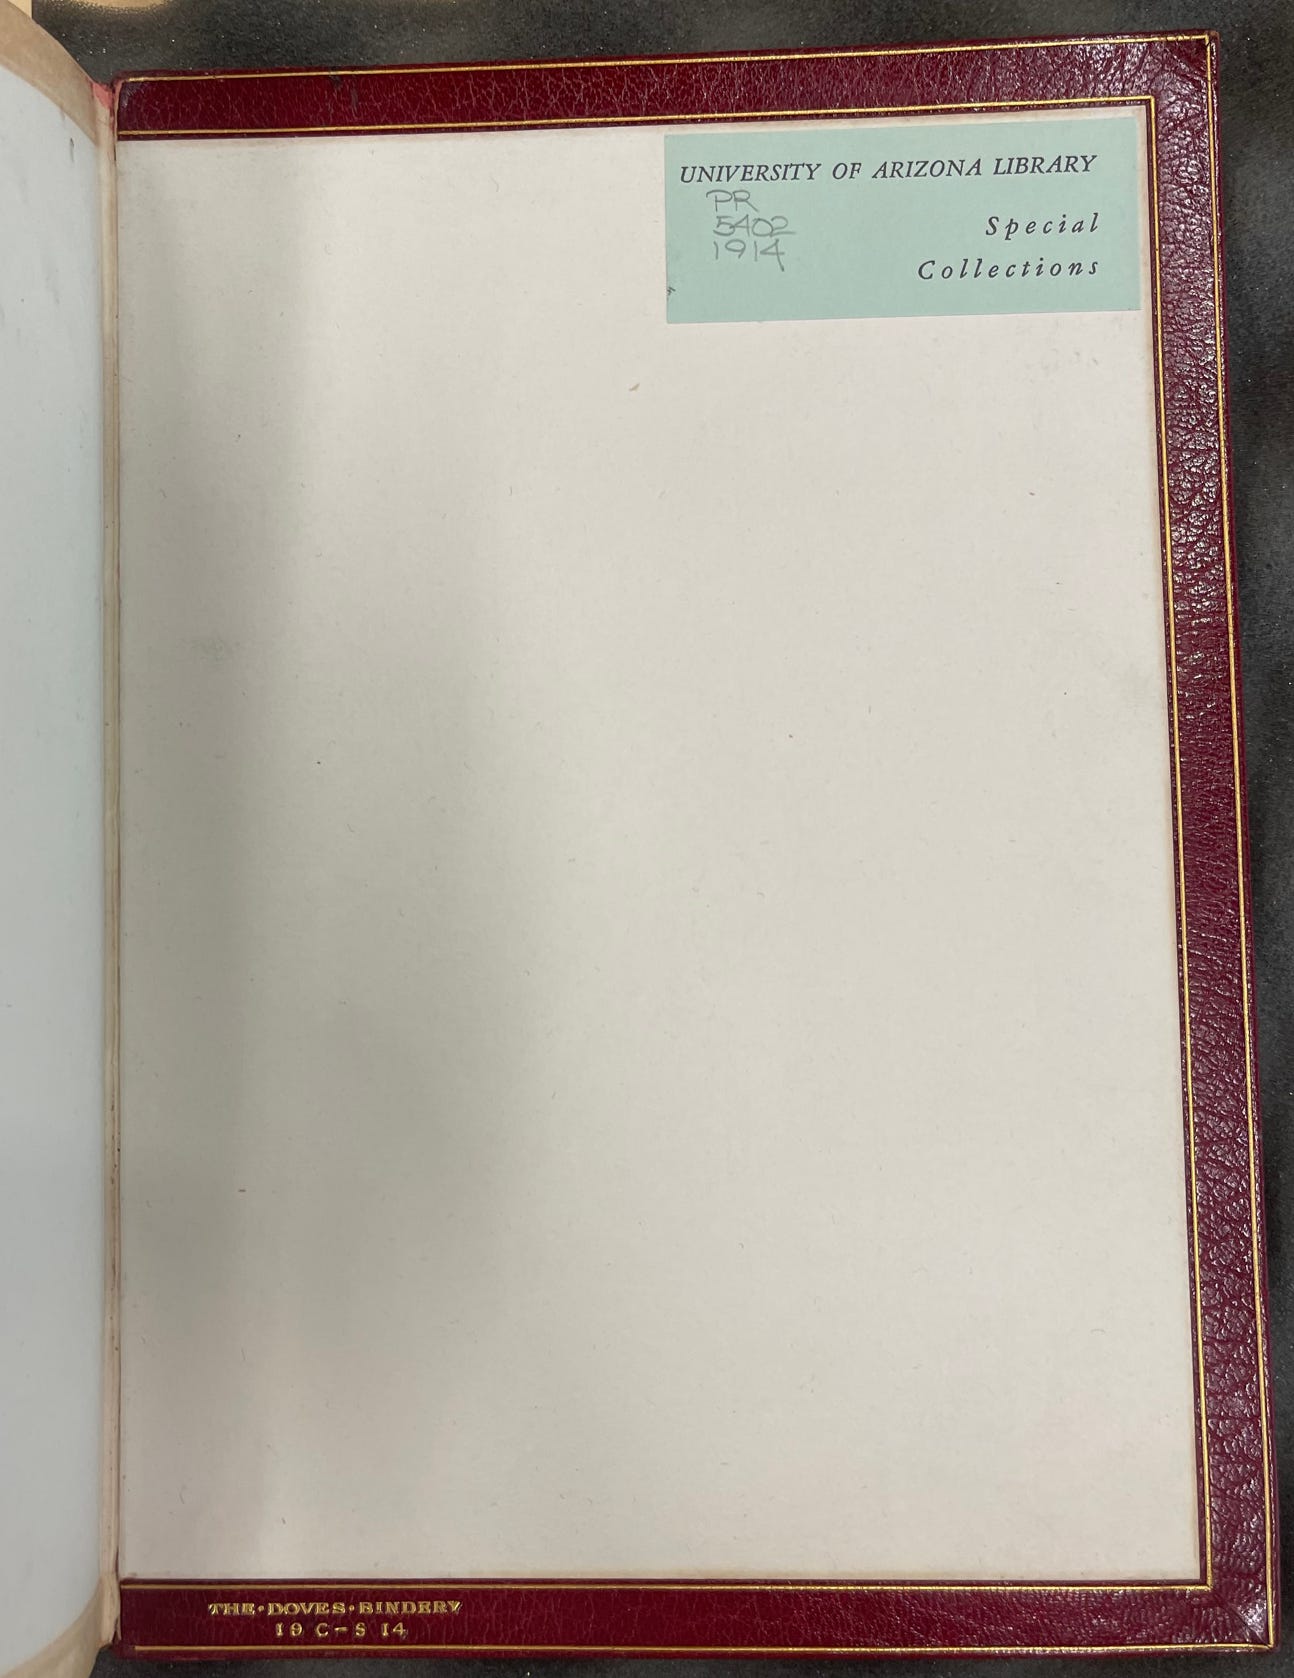 UNIVERSITY OF ARIZONA LIBRARY
PR
5402
1914
Special
Collections
THE·DOVES·BINDERY
19 C-S 14